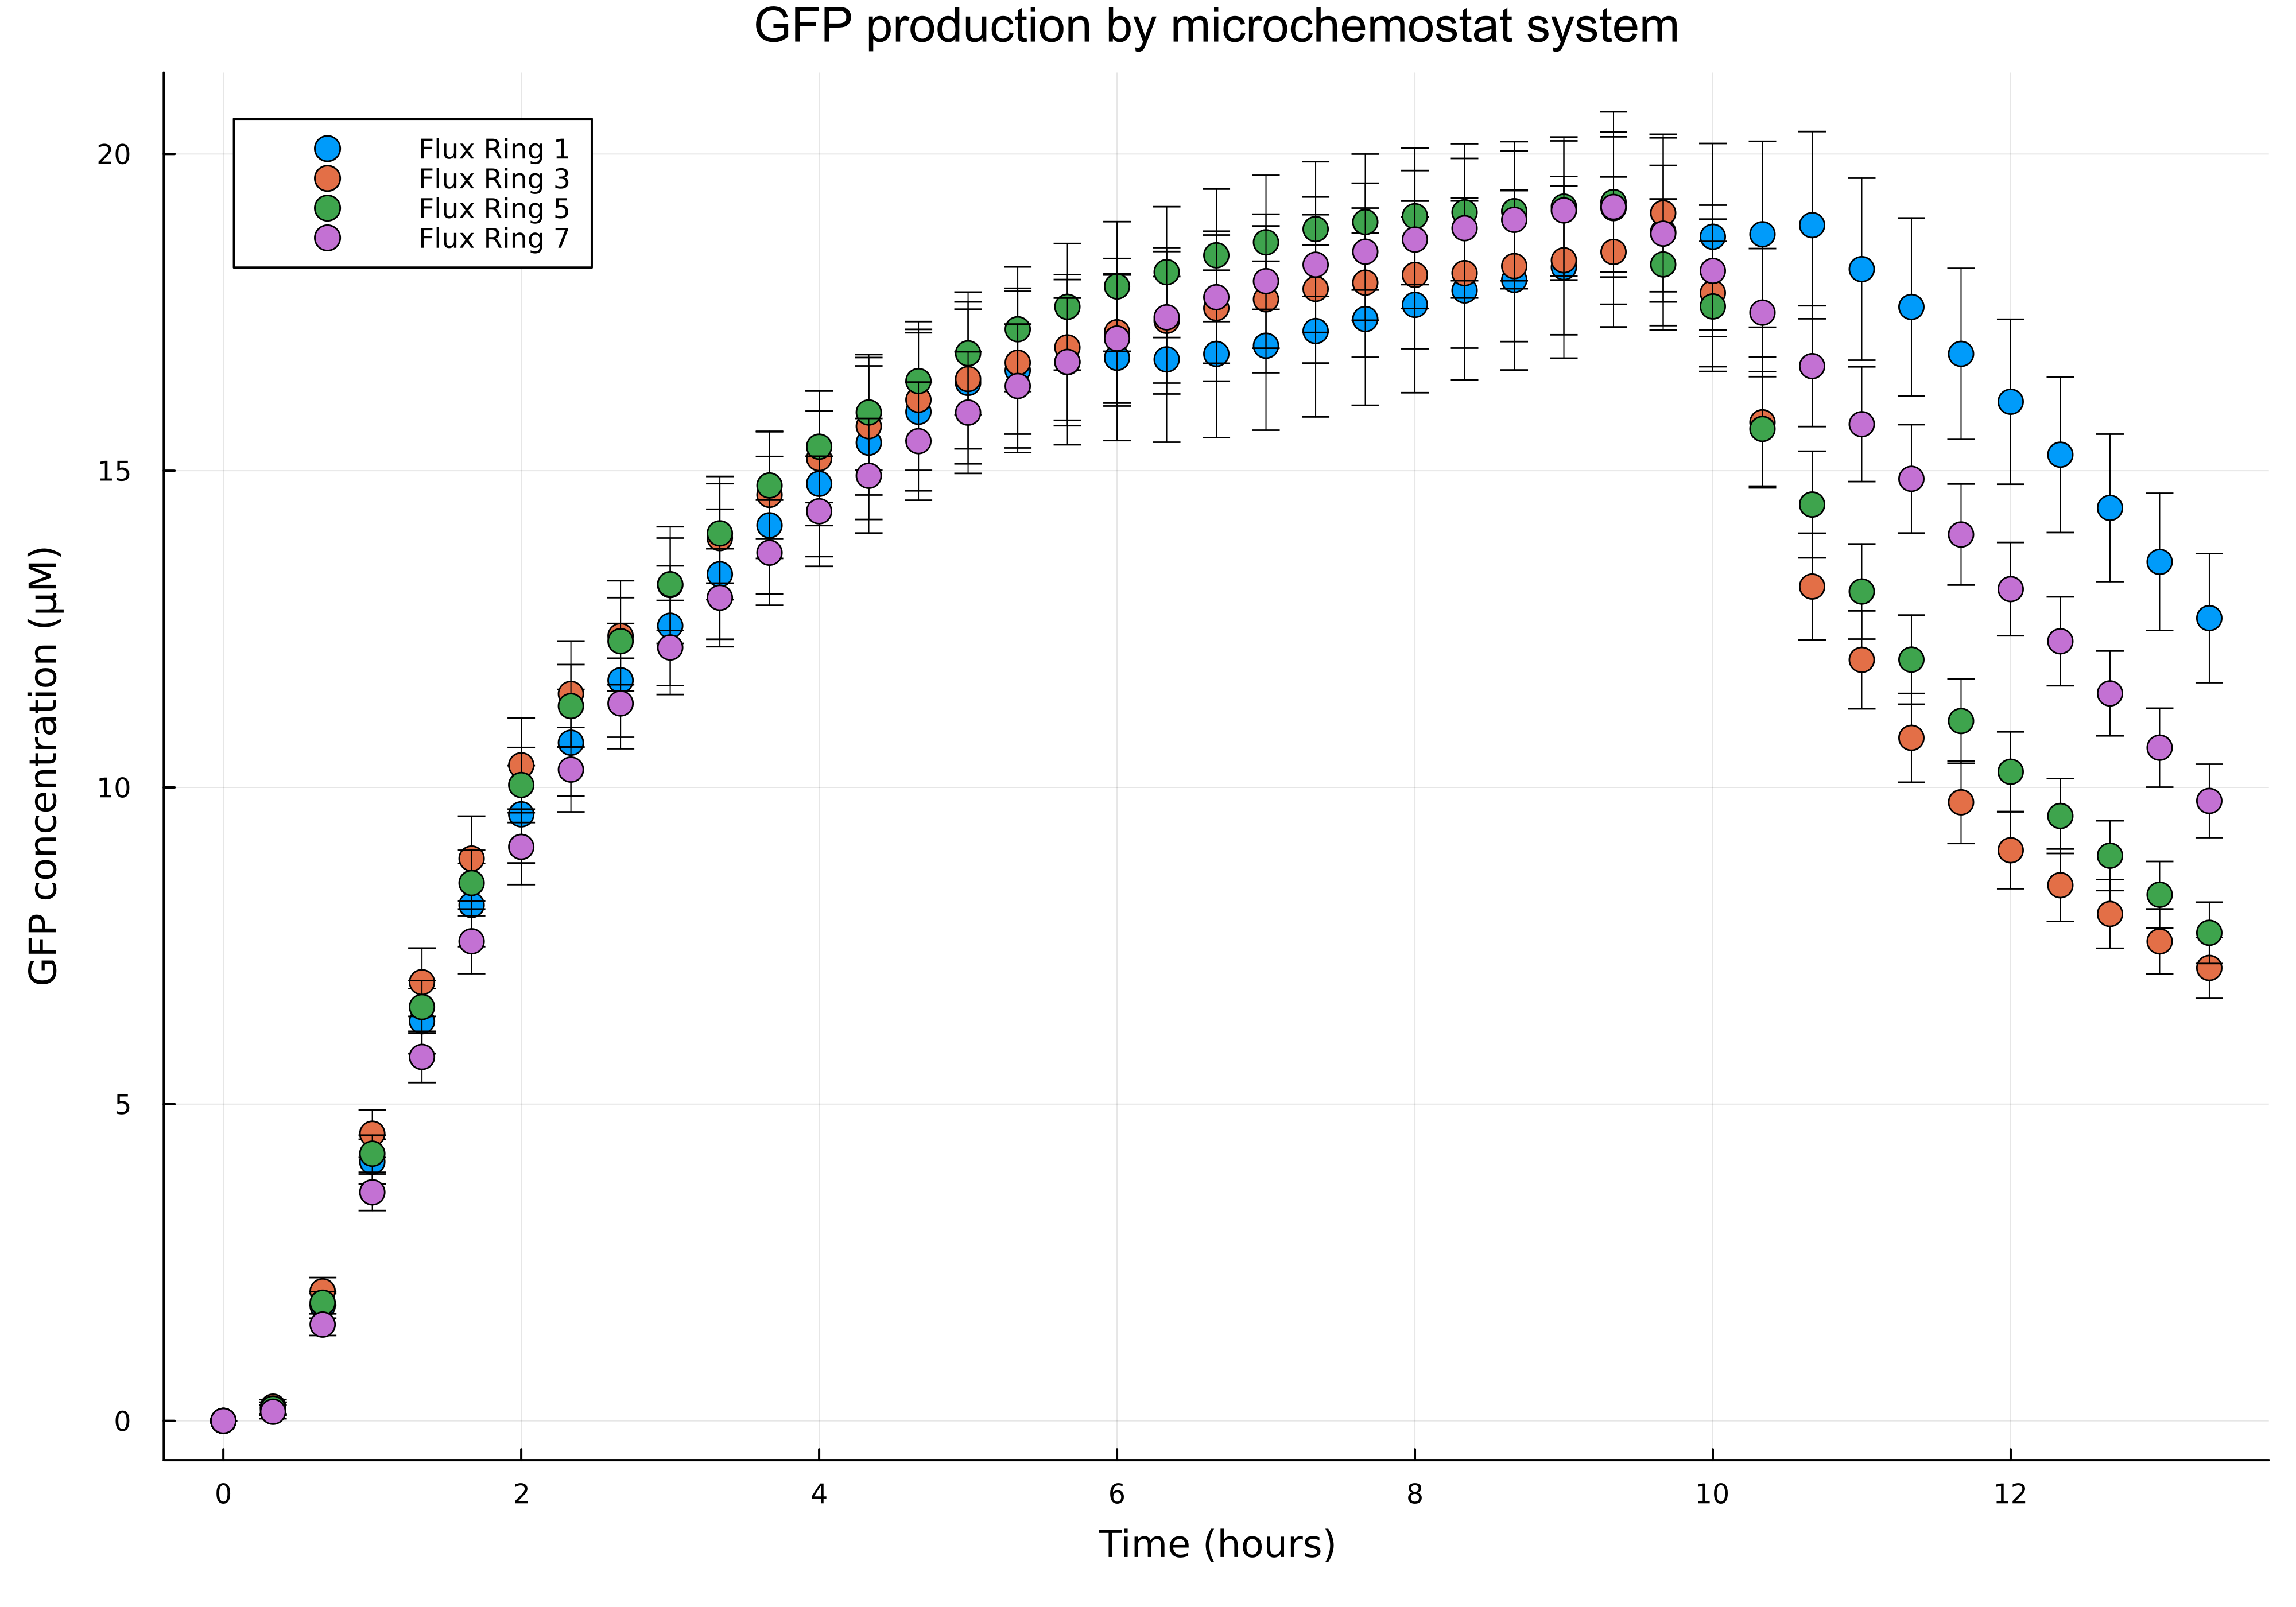 GFP production by microchemostat system
Flux Ring 1
Flux Ring 3
Flux Ring 5
Flux Ring 7
20
15
10
5
0
GFP concentration (μM)
0 2 4 6 8 10 12
Time (hours)